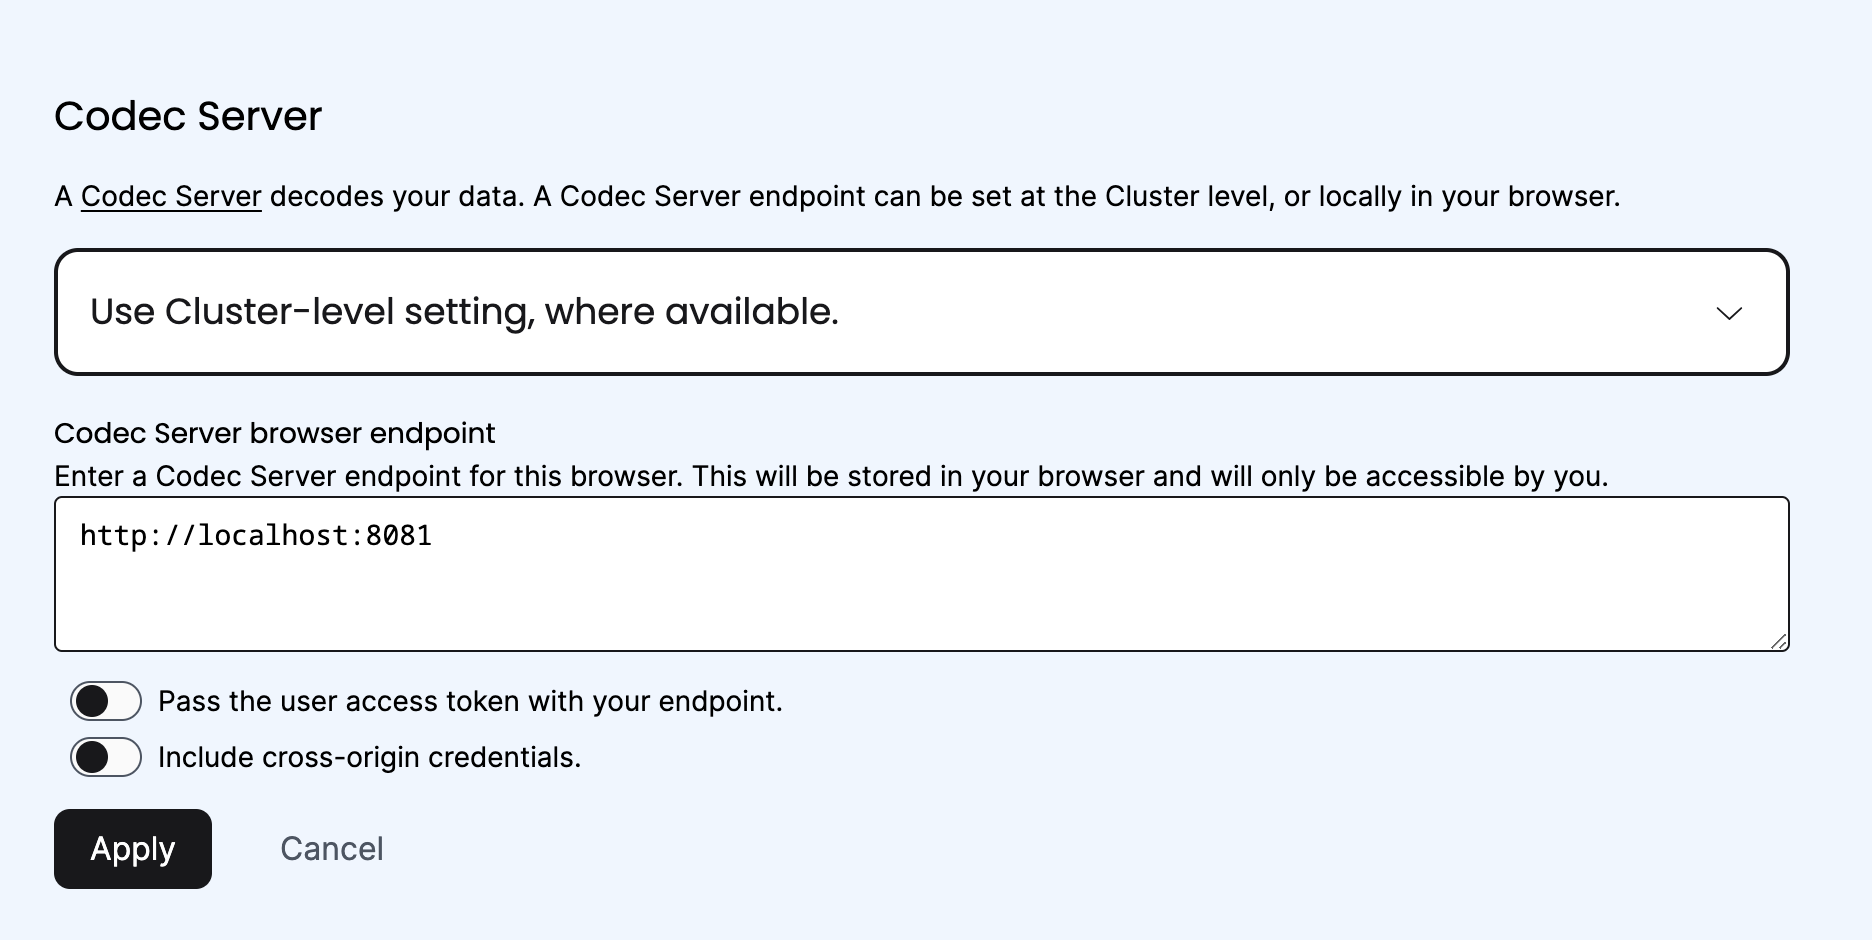 Codec Server
A Codec Server decodes your data. A Codec Server endpoint can be set at the Cluster level, or locally in your browser.
Use Cluster-level setting, where available.
Codec Server browser endpoint
Enter a Codec Server endpoint for this browser. This will be stored in your browser and will only be accessible by you.
http://localhost:8081
Pass the user access token with your endpoint.
Include cross-origin credentials.
Apply Cancel